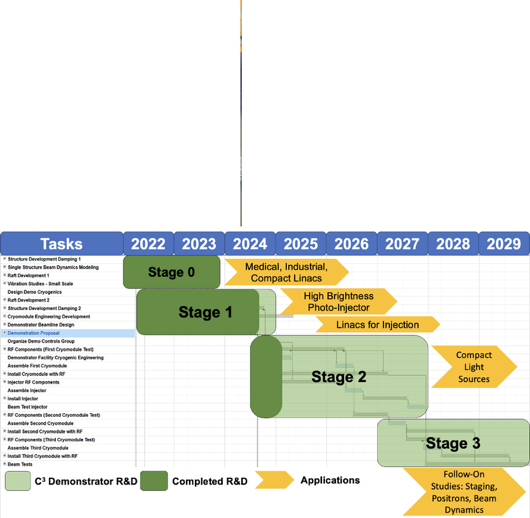 Tasks 2022 2023 2024 2025 2026 2027 2028 2029
Structure Development Damping 1
Single Structure Beam Dynamics Modeling
Raft Development 1
Vibration Studies - Small Scale
Design Demo Cryogenics
Raft Development 2
Structure Development Damping 2
Cryomodule Engineering Development
Demonstrator Beamline Design
Demonstration Proposal
Organize Demo Controls Group
RF Components (First Cryomodule Test)
Demonstrator Facility Cryogenic Engineering
Assemble First Cryomodule
Install Cryomodule with RF
Injector RF Components
Assemble Injector
Install Injector
Beam Test Injector
RF Components (Second Cryomodule Test)
Assemble Second Cryomodule
Install Second Cryomodule with RF
RF Components (Third Cryomodule Test)
Assemble Third Cryomodule
Install Third Cryomodule with RF
Beam Tests
Stage 0
Medical, Industrial,
Compact Linacs
Stage 1
High Brightness
Photo-Injector
Linacs for Injection
Stage 2
Compact
Light
Sources
Stage 3
Follow-On
Studies: Staging,
Positrons, Beam
Dynamics
C³ Demonstrator R&D
Completed R&D
Applications